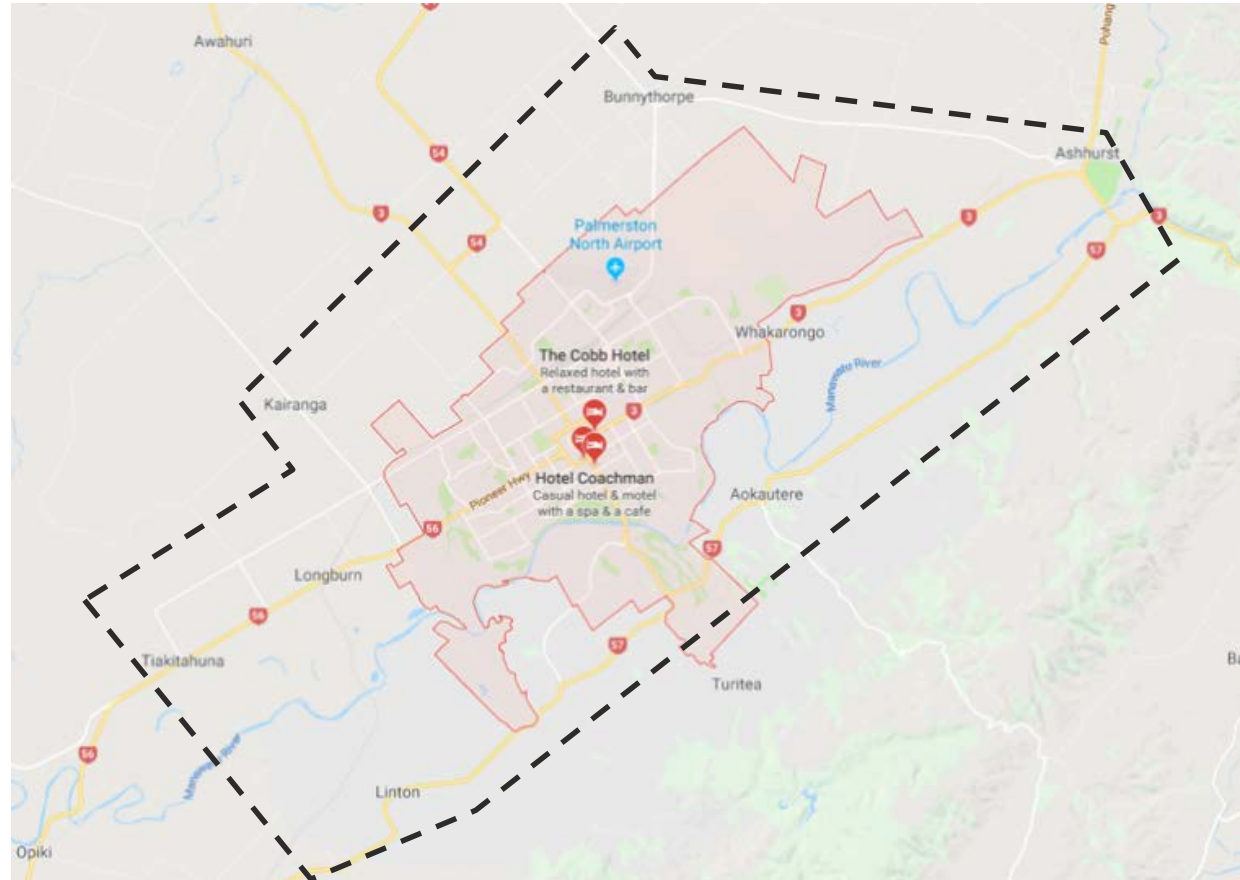 Awahuri
Pohang
Bunnythorpe
54
Ashhurst
3
3
3
54
57
Palmerston
North Airport
3
Whakarongo
Manawatu River
The Cobb Hotel
Relaxed hotel with
a restaurant & bar
Kairanga
3
Pioneer Hwy
Hotel Coachman
Casual hotel & motel
with a spa & a cafe
Aokautere
56
57
Longburn
56
57
Tiakitahuna
Turitea
Ba
56
Manawatu River
Linton
Opiki